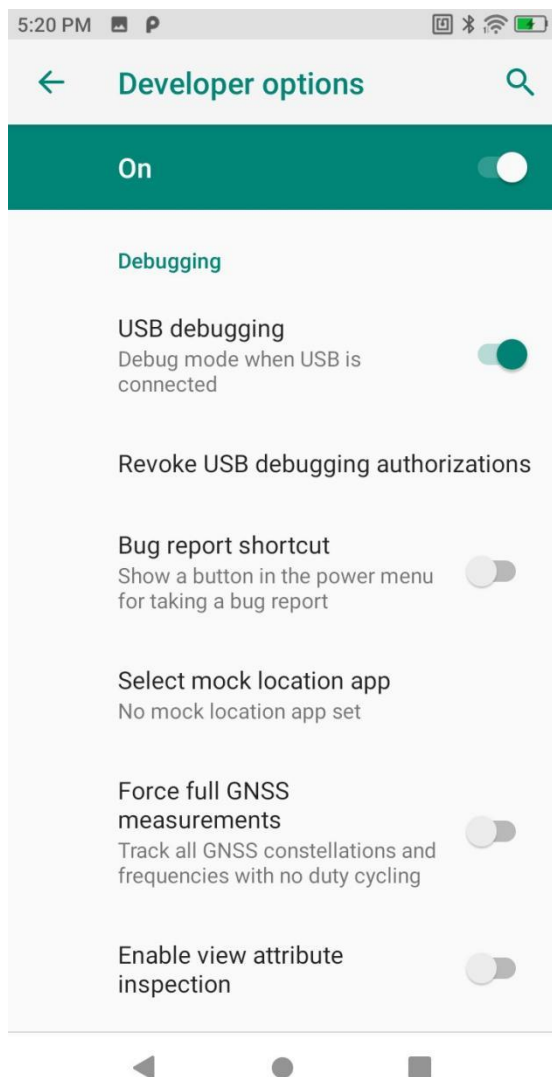 5:20 PM
Developer options
On
Debugging
USB debugging
Debug mode when USB is
connected
Revoke USB debugging authorizations
Bug report shortcut
Show a button in the power menu
for taking a bug report
Select mock location app
No mock location app set
Force full GNSS
measurements
Track all GNSS constellations and
frequencies with no duty cycling
Enable view attribute
inspection